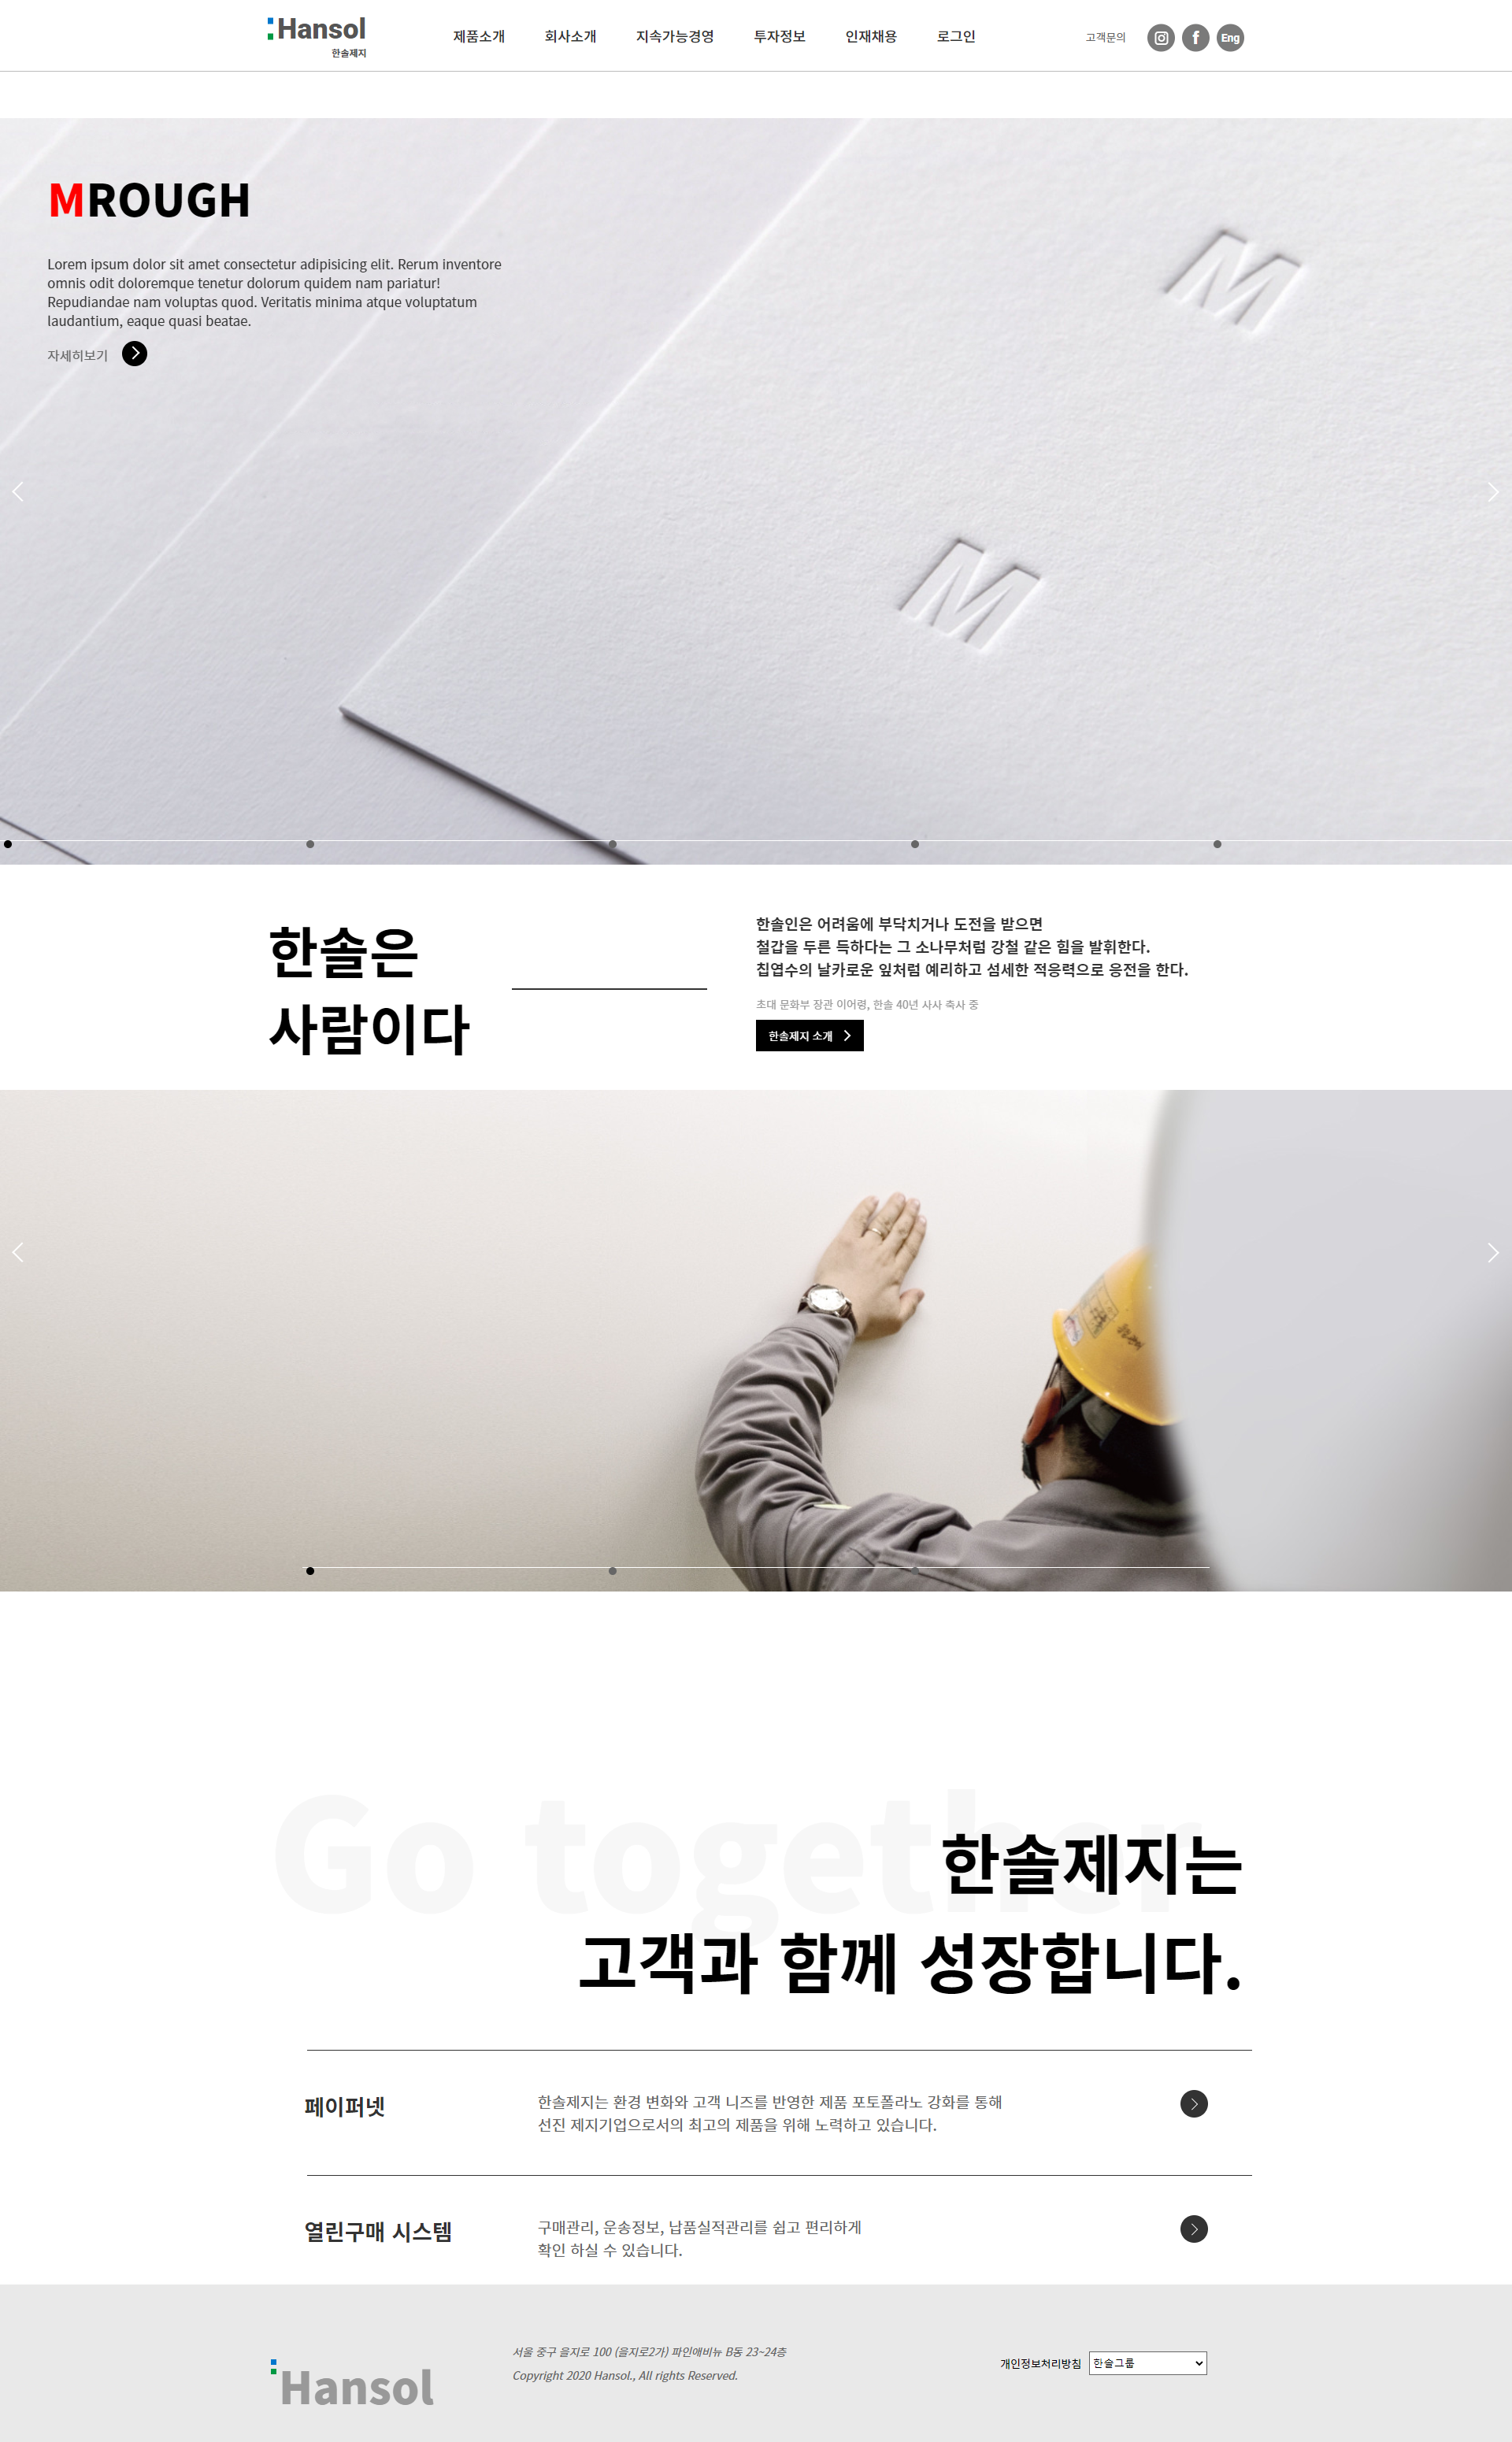 Hansol
한솔제지
제품소개 회사소개 지속가능경영 투자정보 인재채용 로그인
고객문의 f Eng
MROUGH
Lorem ipsum dolor sit amet consectetur adipisicing elit. Rerum inventore
omnis odit doloremque tenetur dolorum quidem nam pariatur!
Repudiandae nam voluptas quod. Veritatis minima atque voluptatum
laudantium, eaque quasi beatae.
자세히보기
M
M
한솔은
사람이다
한솔인은 어려움에 부닥치거나 도전을 받으면
철갑을 두른 득하다는 그 소나무처럼 강철 같은 힘을 발휘한다.
칩엽수의 날카로운 잎처럼 예리하고 섬세한 적응력으로 응전을 한다.
초대 문화부 장관 이어령, 한솔 40년 사사 축사 중
한솔제지 소개
Go together
한솔제지는
고객과 함께 성장합니다.
페이퍼넷
한솔제지는 환경 변화와 고객 니즈를 반영한 제품 포토폴라노 강화를 통해
선진 제지기업으로서의 최고의 제품을 위해 노력하고 있습니다.
열린구매 시스템
구매관리, 운송정보, 납품실적관리를 쉽고 편리하게
확인 하실 수 있습니다.
Hansol
서울 중구 을지로 100 (을지로2가) 파인애비뉴 B동 23~24층
Copyright 2020 Hansol., All rights Reserved.
개인정보처리방침 한솔그룹